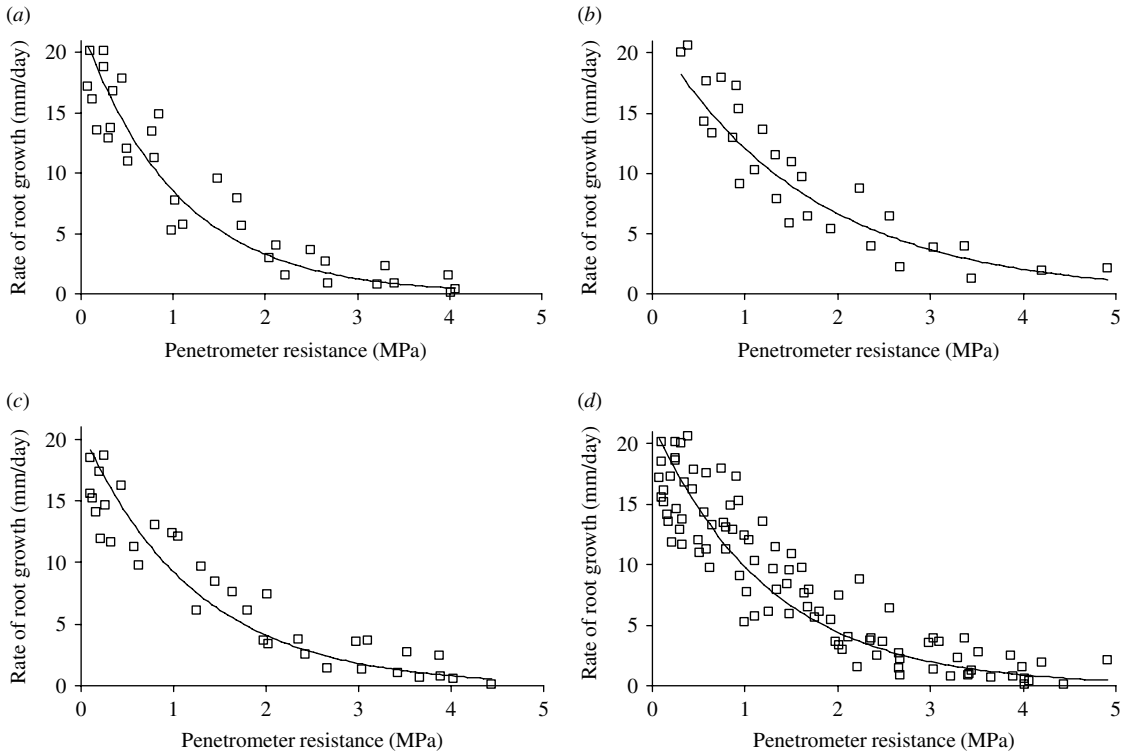 (a)
Rate of root growth (mm/day)
20
15
10
5
0
0 1 2 3 4 5
Penetrometer resistance (MPa)
(b)
Rate of root growth (mm/day)
20
15
10
5
0
0 1 2 3 4 5
Penetrometer resistance (MPa)
(c)
Rate of root growth (mm/day)
20
15
10
5
0
0 1 2 3 4 5
Penetrometer resistance (MPa)
(d)
Rate of root growth (mm/day)
20
15
10
5
0
0 1 2 3 4 5
Penetrometer resistance (MPa)